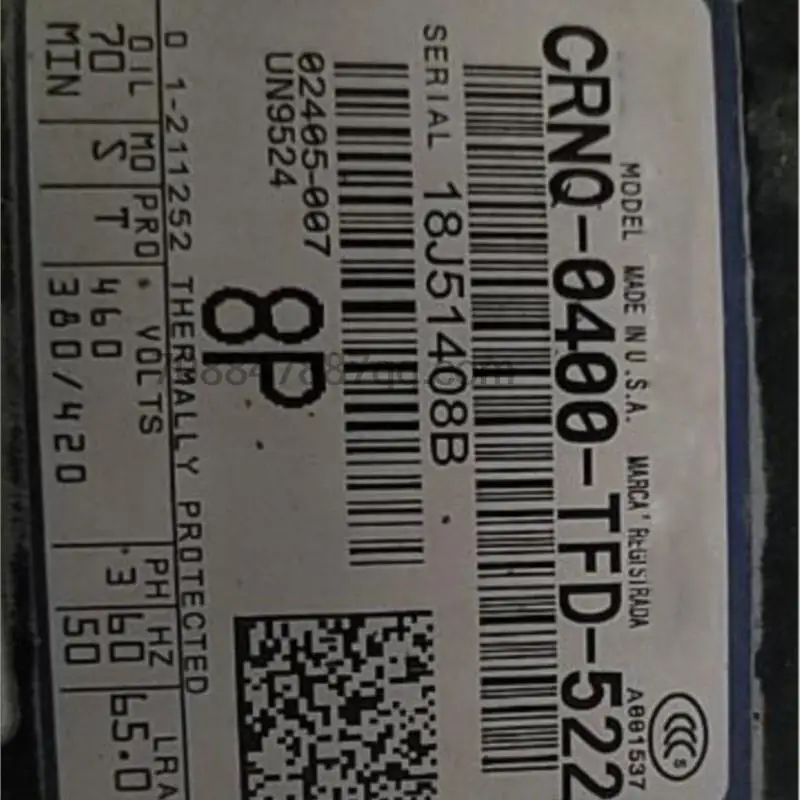 MODEL MADE IN U.S.A. MARCA REGISTRADA A001537
S
CRNQ-0400-TFD-522
SERIAL 18J51408B
02405-007
UN9524
8P
D 1-211252 THERMALLY PROTECTED
OIL MO PRO VOLTS PH HZ LRA
70 S T 460 3 60 65.0
MIN 380/420 50